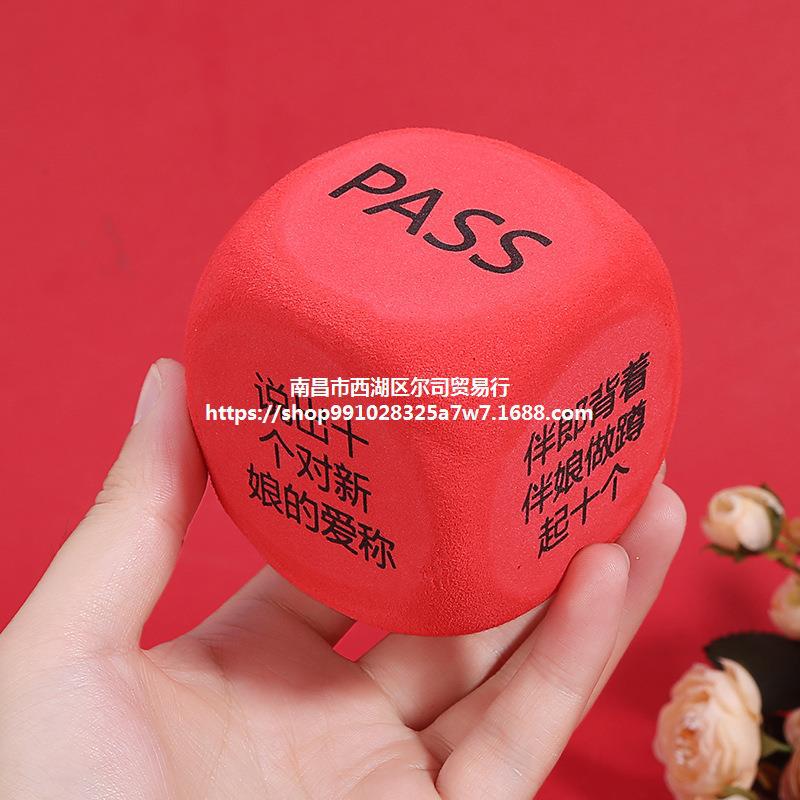 PASS
南昌市西湖区尔司贸易行
https://shop991028325a7w7.1688.com/
说出十
个对新
娘的爱称
伴郎背着
伴娘做蹲
起十个